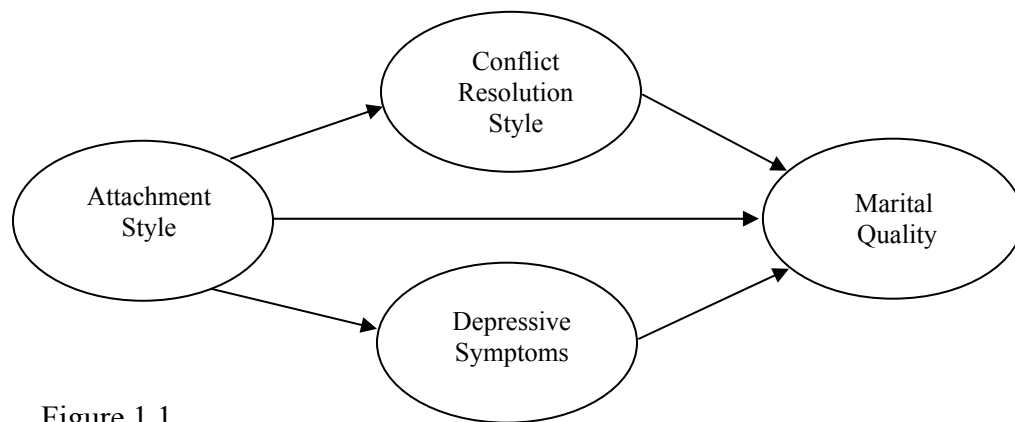 Conflict
Resolution
Style
Attachment
Style
Marital
Quality
Depressive
Symptoms
Figure 1.1